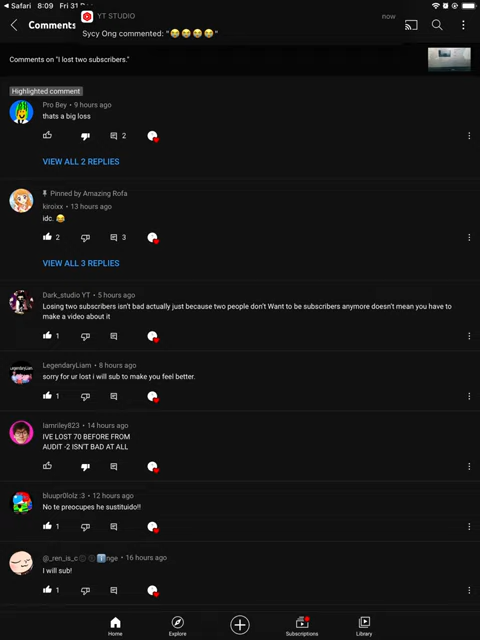 Safari 8:09 Fri 31 D
YT STUDIO now
Sycy Ong commented: "😭😭😭😭"
Comments
Comments on "I lost two subscribers."
Highlighted comment
Pro Bey • 9 hours ago
thats a big loss
2
VIEW ALL 2 REPLIES
Pinned by Amazing Rofa
kiroixx • 13 hours ago
idc. 😂
2 3
VIEW ALL 3 REPLIES
Dark_studio YT • 5 hours ago
Losing two subscribers isn't bad actually just because two people don't Want to be subscribers anymore doesn't mean you have to
make a video about it
1
LegendaryLiam • 8 hours ago
sorry for ur lost i will sub to make you feel better.
1
Iamriley823 • 14 hours ago
IVE LOST 70 BEFORE FROM
AUDIT -2 ISN'T BAD AT ALL
bluupr0lolz :3 • 12 hours ago
No te preocupes he sustituido!!
1
@_ren_is_cⓒⓡℹ️nge • 16 hours ago
I will sub!
1
Home Explore Subscriptions Library